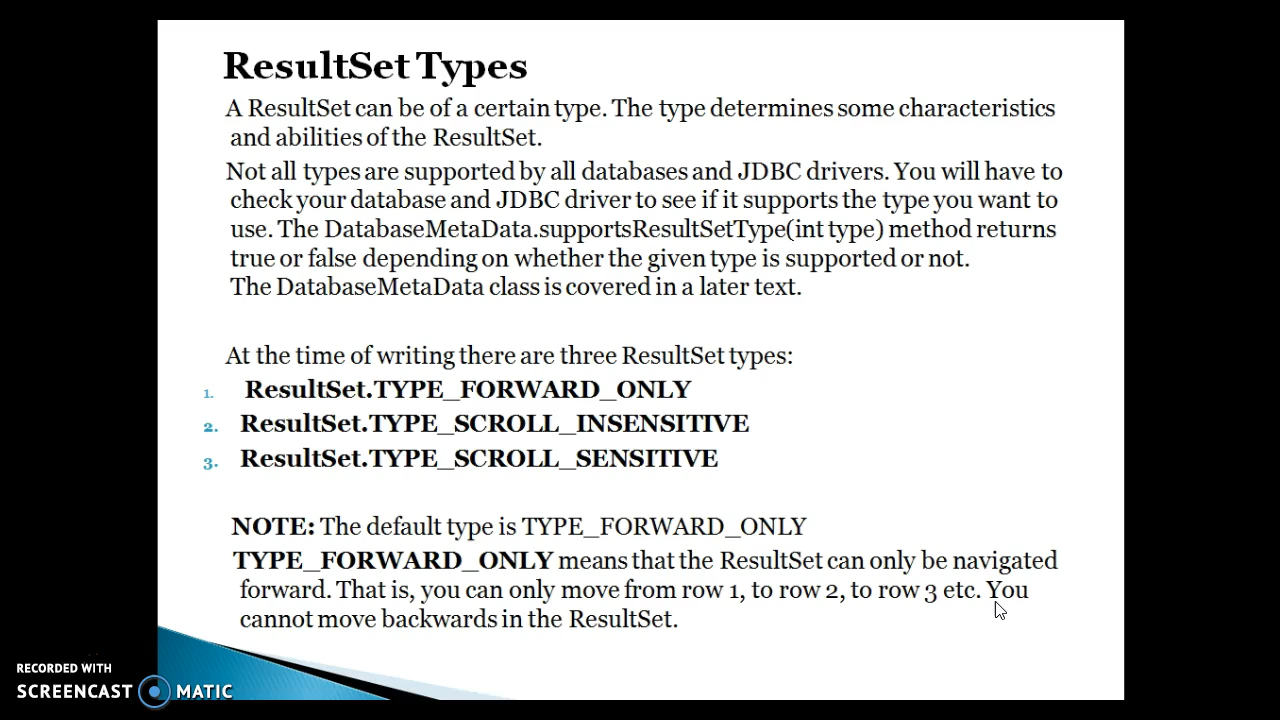 ResultSet Types
A ResultSet can be of a certain type. The type determines some characteristics
and abilities of the ResultSet.
Not all types are supported by all databases and JDBC drivers. You will have to
check your database and JDBC driver to see if it supports the type you want to
use. The DatabaseMetaData.supportsResultSetType(int type) method returns
true or false depending on whether the given type is supported or not.
The DatabaseMetaData class is covered in a later text.
At the time of writing there are three ResultSet types:
1. ResultSet.TYPE_FORWARD_ONLY
2. ResultSet.TYPE_SCROLL_INSENSITIVE
3. ResultSet.TYPE_SCROLL_SENSITIVE
NOTE: The default type is TYPE_FORWARD_ONLY
TYPE_FORWARD_ONLY means that the ResultSet can only be navigated
forward. That is, you can only move from row 1, to row 2, to row 3 etc. You
cannot move backwards in the ResultSet.
RECORDED WITH
SCREENCAST MATIC